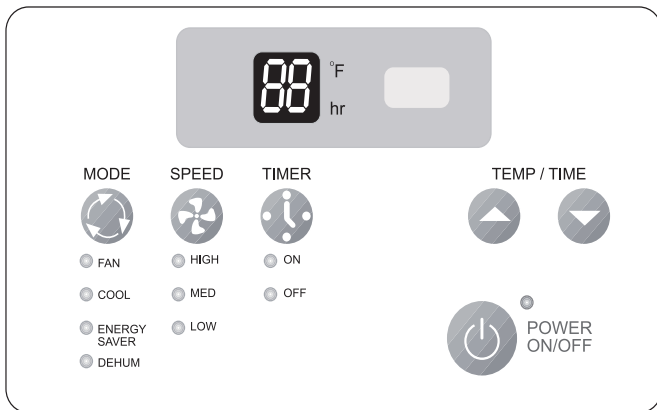 88 °F
hr
MODE SPEED TIMER TEMP / TIME
FAN HIGH ON
COOL MED OFF
ENERGY SAVER LOW
DEHUM
POWER
ON/OFF